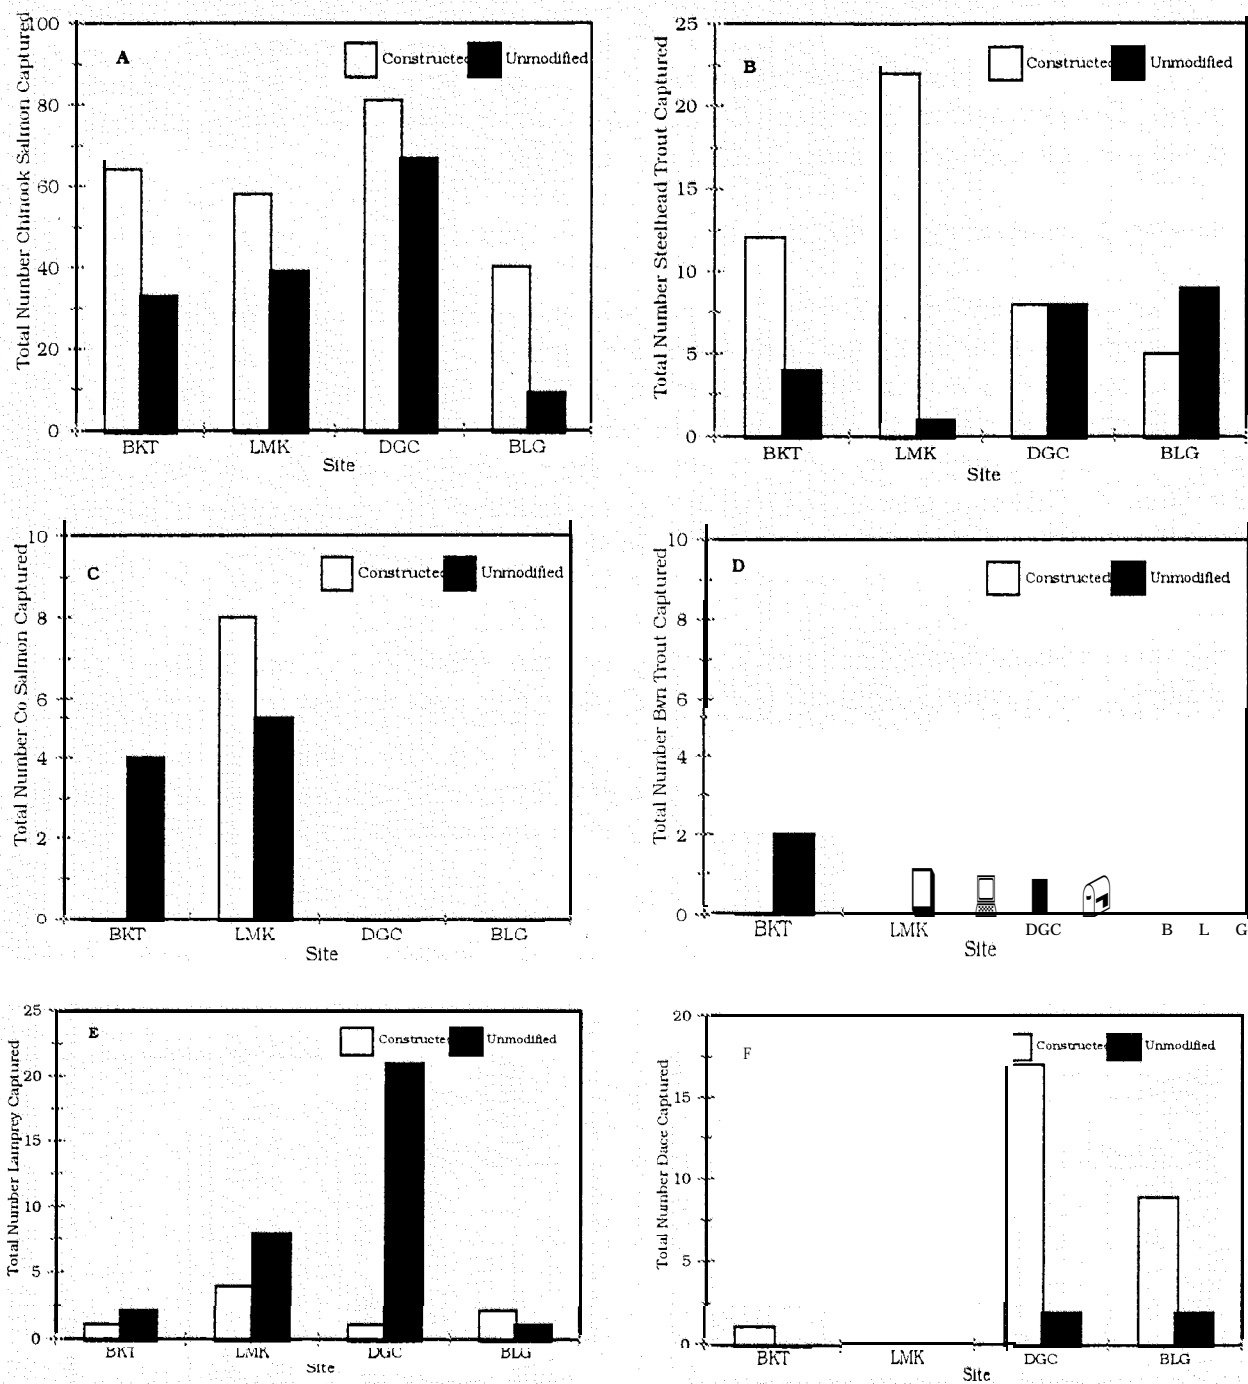 Total Number Chinook Salmon Captured
100
80
60
40
20
0
A
Constructed
Unmodified
BKT
LMK
DGC
BLG
Site
Total Number Steelhead Trout Captured
25
20
15
10
5
0
B
Constructed
Unmodified
BKT
LMK
DGC
BLG
Site
Total Number Co Salmon Captured
10
8
6
4
2
0
C
Constructed
Unmodified
BKT
LMK
DGC
BLG
Site
Total Number Bwn Trout Captured
10
8
6
4
2
0
D
Constructed
Unmodified
BKT
LMK
DGC
B L G
Site
Total Number Lamprey Captured
25
20
15
10
5
0
E
Constructed
Unmodified
BKT
LMK
DGC
BLG
Site
Total Number Dace Captured
20
15
10
5
0
F
Constructed
Unmodified
BKT
LMK
DGC
BLG
Site